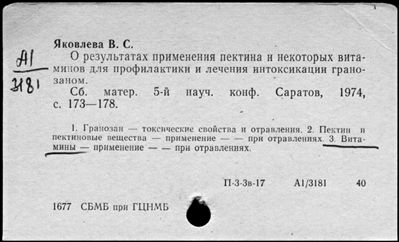 Яковлева В. С.
А1
3181
О результатах применения пектина и некоторых вита-
минов для профилактики и лечения интоксикации грано-
заном.
Сб. матер. 5-й науч. конф. Саратов, 1974,
с. 173—178.
1. Гранозан — токсические свойства и отравления. 2. Пектин и
пектиновые вещества — применение — — при отравлениях. 3. Вита-
мины — применение — — при отравлениях.
П-3-3в-17 А1/3181 40
1677 СБМБ при ГЦНМБ